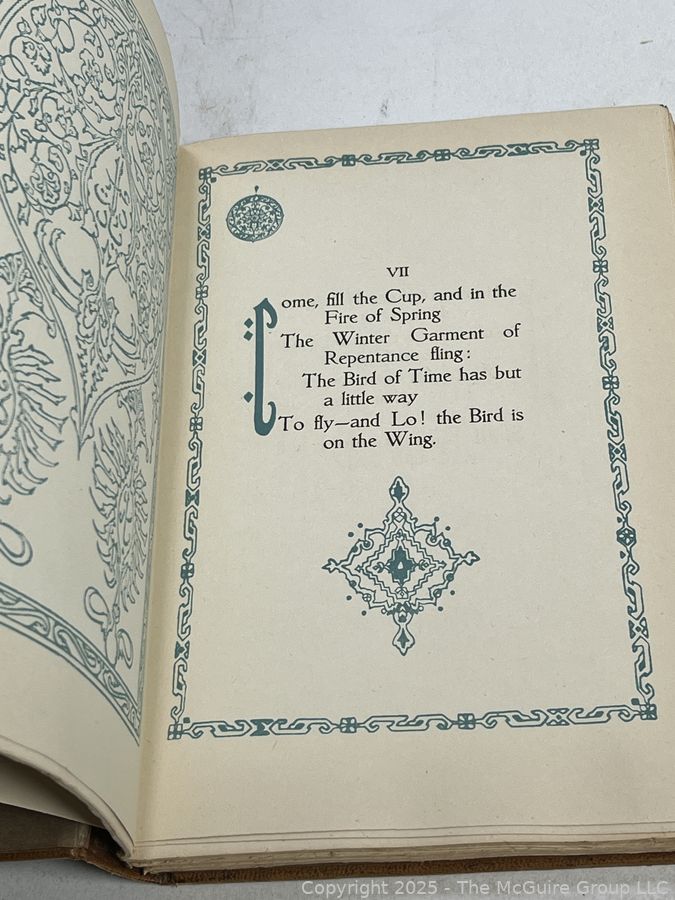 VII
Come, fill the Cup, and in the
Fire of Spring
The Winter Garment of
Repentance fling:
The Bird of Time has but
a little way
To fly—and Lo! the Bird is
on the Wing.
Copyright 2025 - The McGuire Group LLC